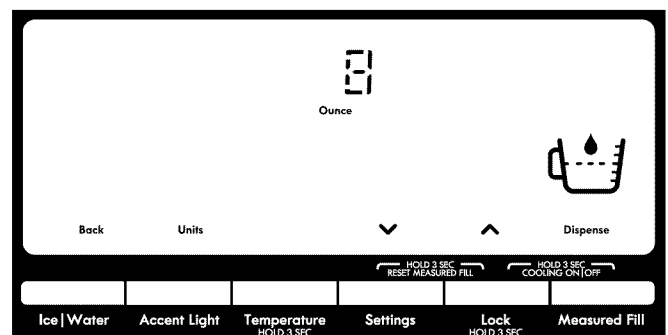 8
Ounce
Back Units Dispense
HOLD 3 SEC HOLD 3 SEC
RESET MEASURED FILL COOLING ON|OFF
Ice|Water Accent Light Temperature Settings Lock Measured Fill
HOLD 3 SEC HOLD 3 SEC